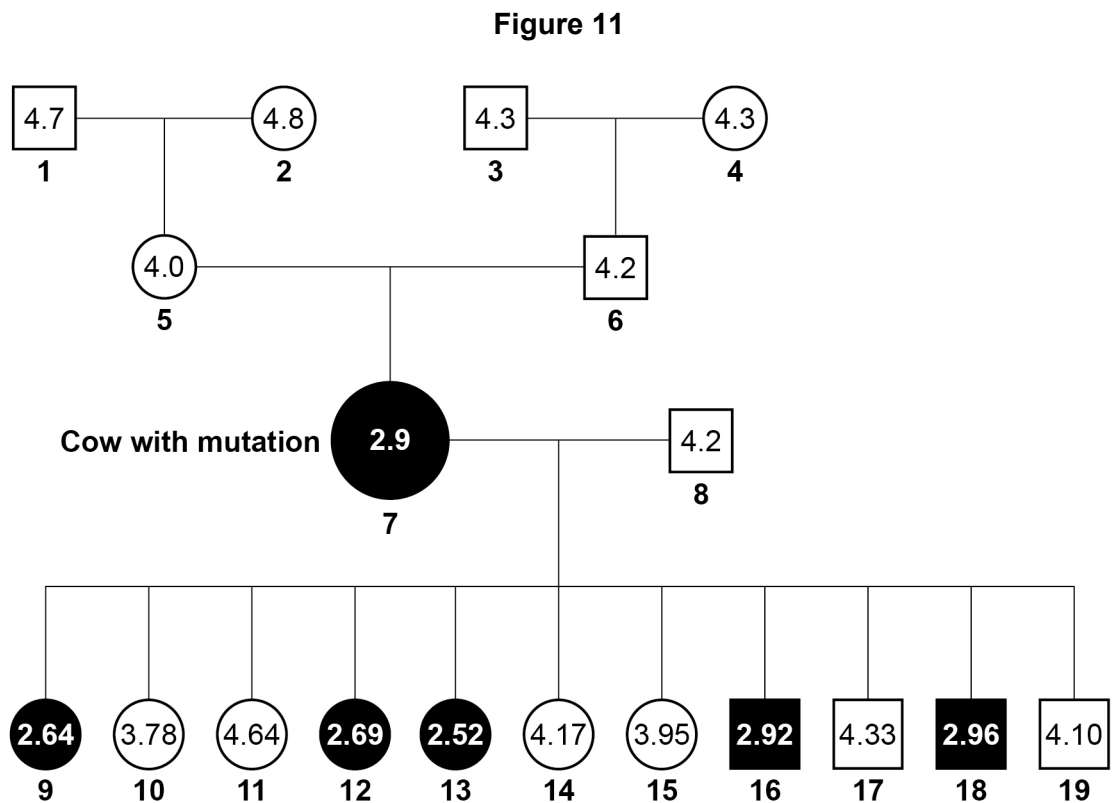 Figure 11
4.7 4.8 4.3 4.3
1 2 3 4
4.0 4.2
5 6
Cow with mutation 2.9 4.2
7 8
2.64 3.78 4.64 2.69 2.52 4.17 3.95 2.92 4.33 2.96 4.10
9 10 11 12 13 14 15 16 17 18 19